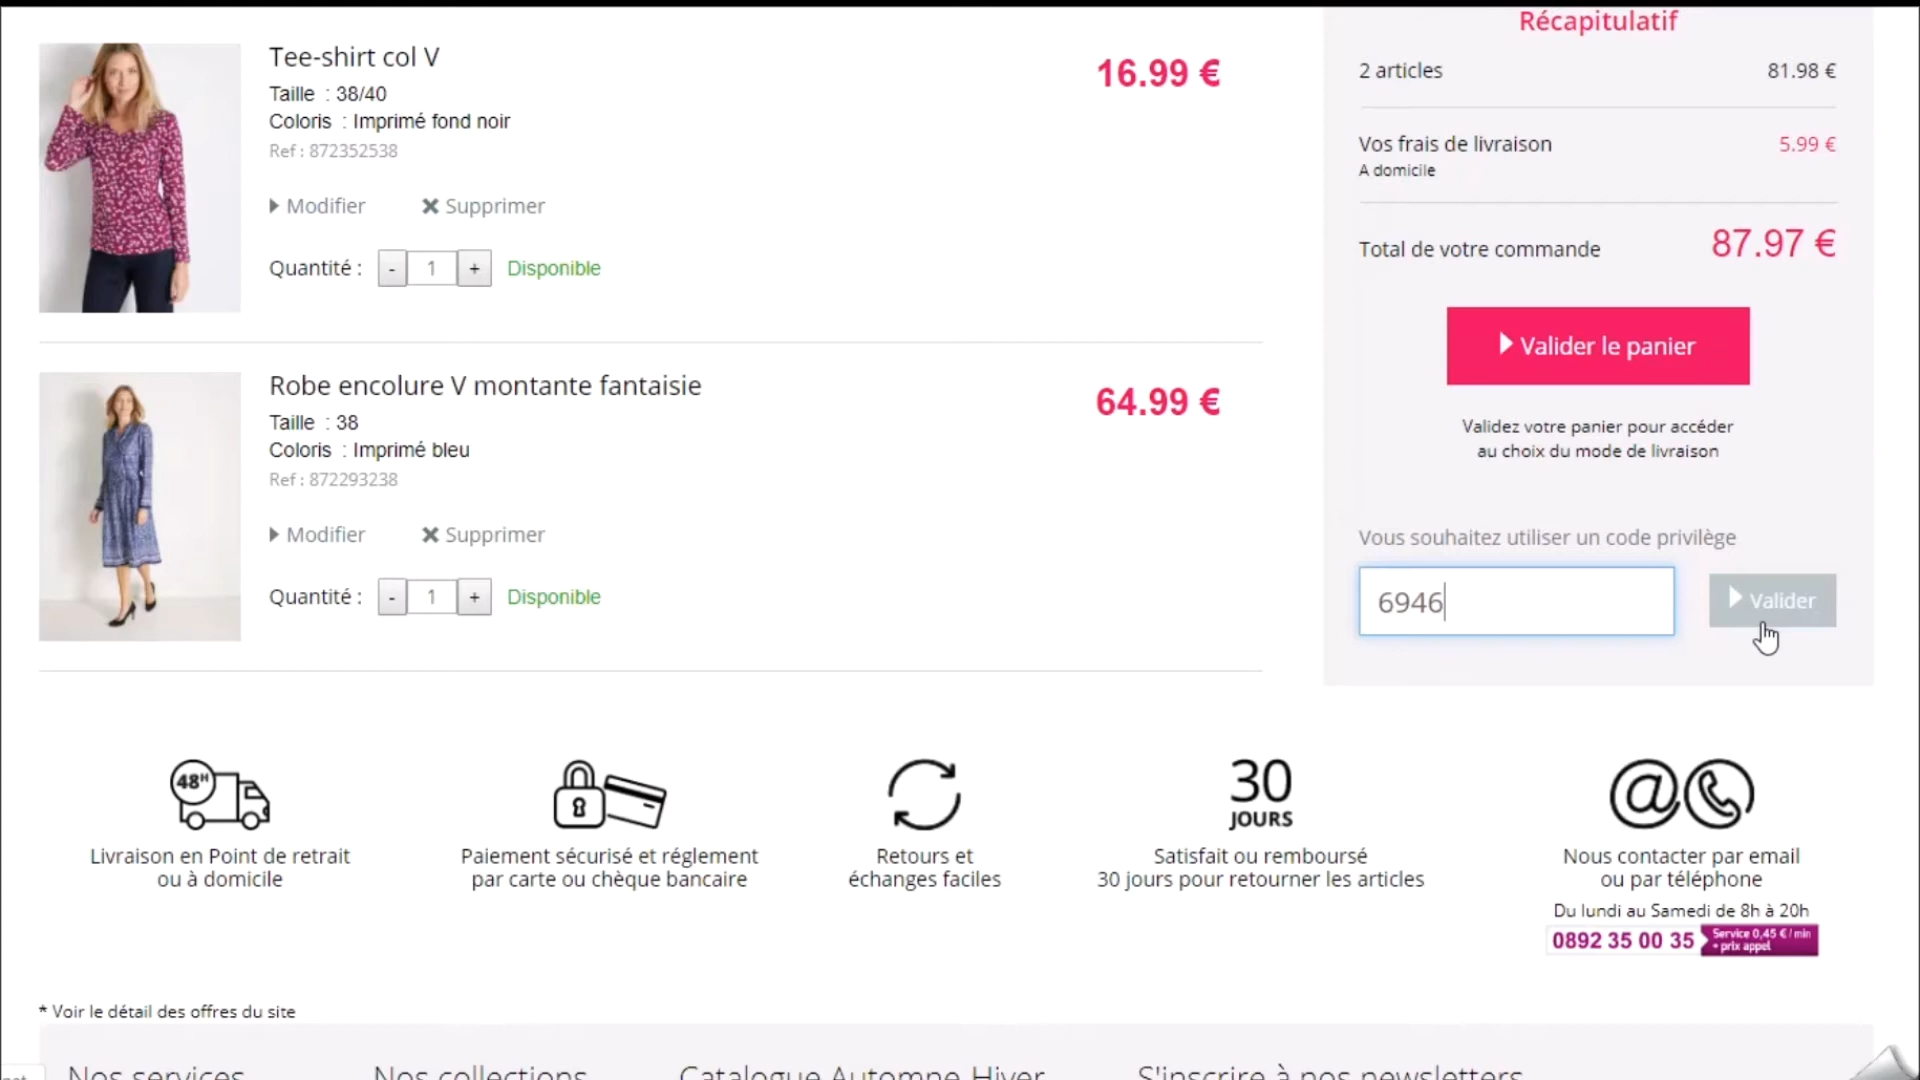 Tee-shirt col V
Taille : 38/40
Coloris : Imprimé fond noir
Ref : 872352538
16.99 €
Modifier
Supprimer
Quantité :
- 1 +
Disponible
Robe encolure V montante fantaisie
Taille : 38
Coloris : Imprimé bleu
Ref : 872293238
64.99 €
Modifier
Supprimer
Quantité :
- 1 +
Disponible
Récapitulatif
2 articles 81.98 €
Vos frais de livraison 5.99 €
A domicile
Total de votre commande 87.97 €
Valider le panier
Validez votre panier pour accéder
au choix du mode de livraison
Vous souhaitez utiliser un code privilège
6946
Valider
48H
Livraison en Point de retrait
ou à domicile
Paiement sécurisé et réglement
par carte ou chèque bancaire
Retours et
échanges faciles
30
JOURS
Satisfait ou remboursé
30 jours pour retourner les articles
@
Nous contacter par email
ou par téléphone
Du lundi au Samedi de 8h à 20h
0892 35 00 35
Service 0,45 € / min
+ prix appel
* Voir le détail des offres du site
Nos services
Nos collections
Catalogue Automne Hiver
S'inscrire à nos newsletters